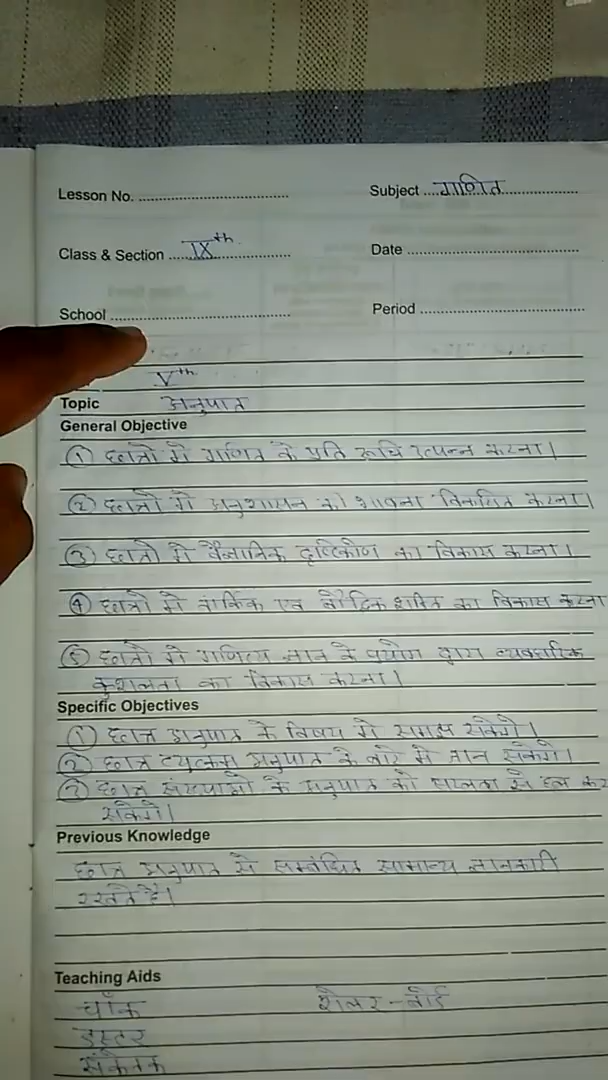 Lesson No. ........................................
Subject ....गणित....................
Class & Section .....IXth..................
Date ............................................
School ................................................
Period ..........................................
Vth
Topic अनुपात
General Objective
① छात्रों में गणित के प्रति रूचि उत्पन्न करना।
② छात्रों में अनुशासन की भावना विकसित करना।
③ छात्रों में वैज्ञानिक दृष्टिकोण का विकास करना।
④ छात्रों में तार्किक एवं बौद्धिक शक्ति का विकास करना
⑤ छात्रों में गणितीय ज्ञान के प्रयोग द्वारा व्यवहारिक
कुशलता का विकास करना।
Specific Objectives
① छात्र अनुपात के विषय में समझ सकेंगे।
② छात्र अनुपात के बारे में जान सकेंगे।
③ छात्र संख्याओं के अनुपात को सरलता से हल कर
सकेंगे।
Previous Knowledge
छात्र अनुपात से सम्बंधित सामान्य जानकारी
रखते है।
Teaching Aids
चॉक रोलर-बोर्ड
डस्टर
संकेतक